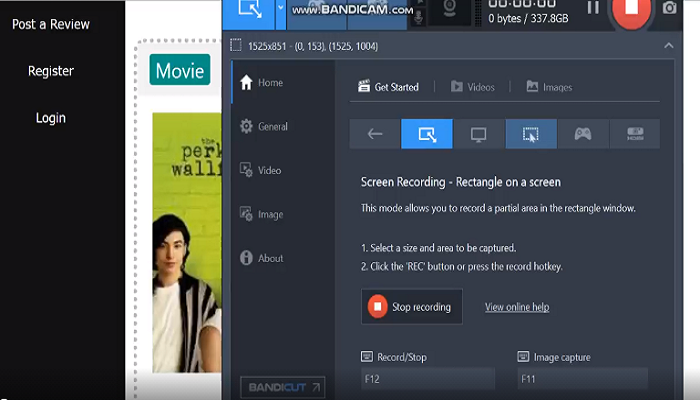 Post a Review
Register
Login
Movie
the
perk
wallf
www.BANDICAM.com
00:00:00
0 bytes / 337.8GB
1525x851 - (0, 153), (1525, 1004)
Home
General
Video
Image
About
BANDICUT
Get Started
Videos
Images
Screen Recording - Rectangle on a screen
This mode allows you to record a partial area in the rectangle window.
1. Select a size and area to be captured.
2. Click the 'REC' button or press the record hotkey.
Stop recording
View online help
Record/Stop
Image capture
F12
F11